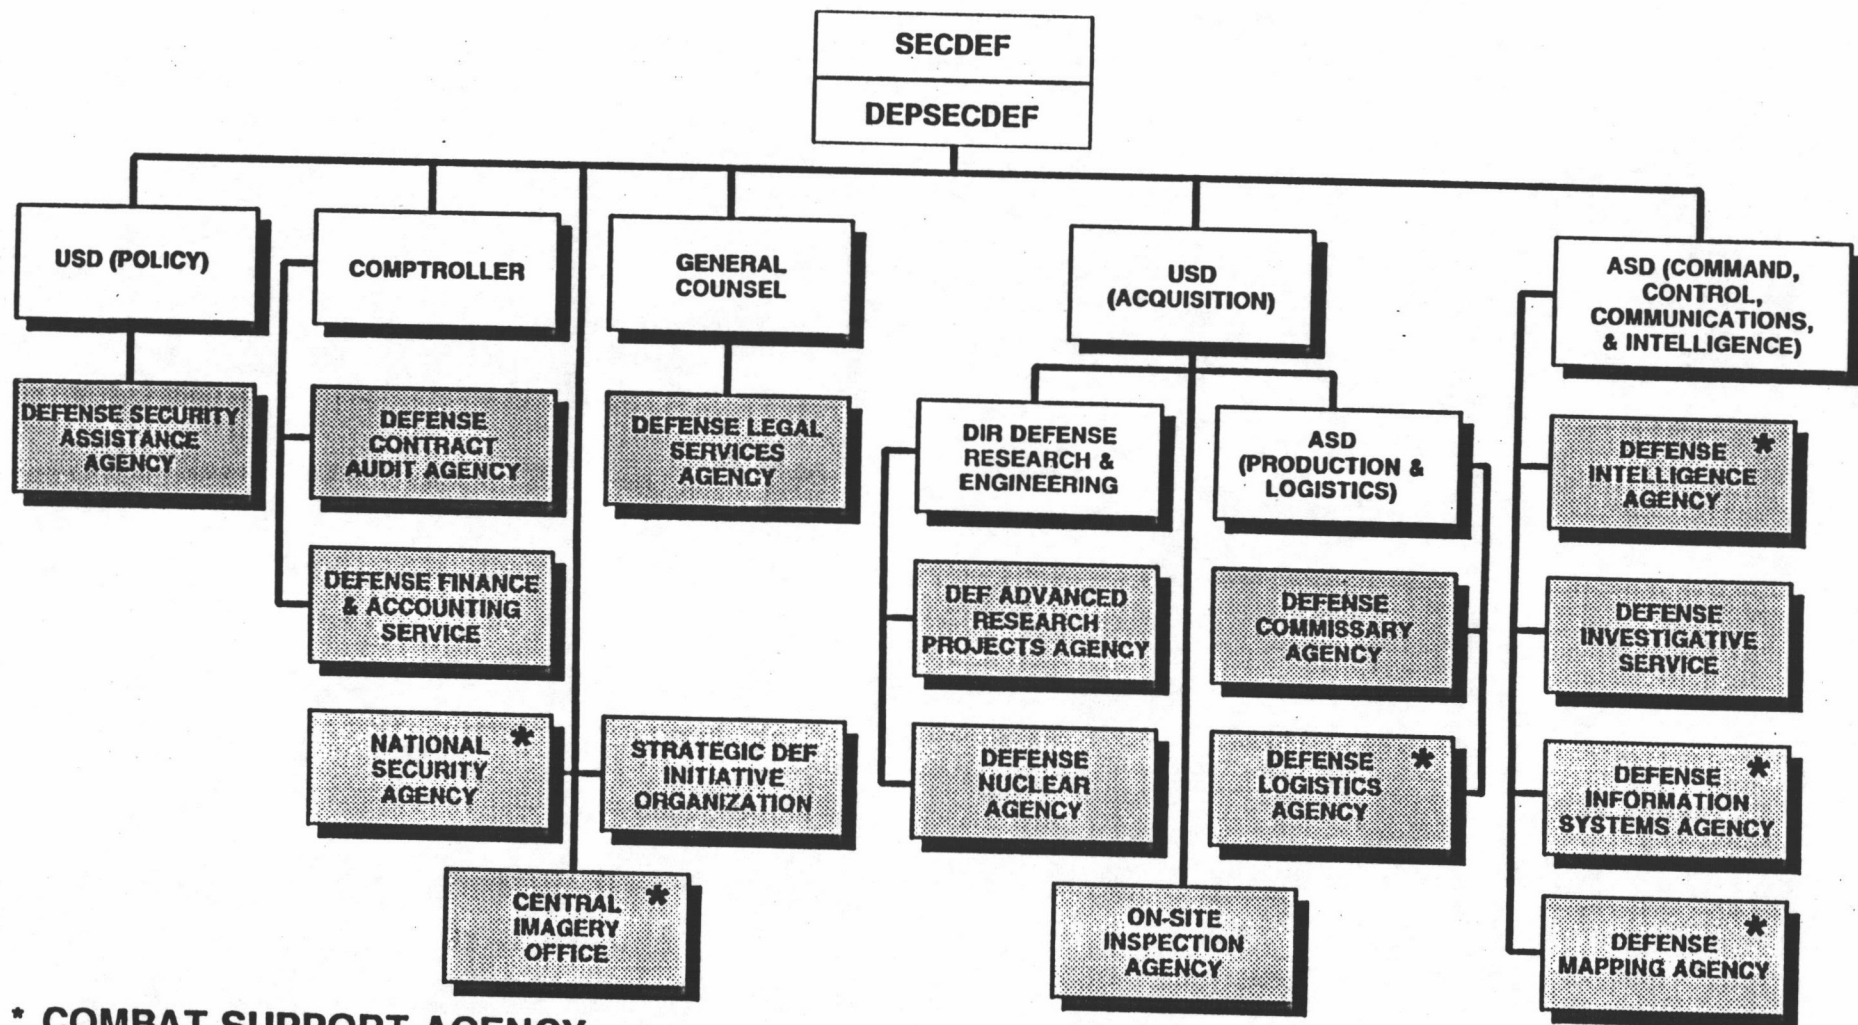 SECDEF
DEPSECDEF
USD (POLICY)
COMPTROLLER
GENERAL
COUNSEL
USD
(ACQUISITION)
ASD (COMMAND,
CONTROL,
COMMUNICATIONS,
& INTELLIGENCE)
DEFENSE SECURITY
ASSISTANCE
AGENCY
DEFENSE
CONTRACT
AUDIT AGENCY
DEFENSE LEGAL
SERVICES
AGENCY
DIR DEFENSE
RESEARCH &
ENGINEERING
ASD
(PRODUCTION &
LOGISTICS)
DEFENSE *
INTELLIGENCE
AGENCY
DEFENSE FINANCE
& ACCOUNTING
SERVICE
DEF ADVANCED
RESEARCH
PROJECTS AGENCY
DEFENSE
COMMISSARY
AGENCY
DEFENSE
INVESTIGATIVE
SERVICE
NATIONAL *
SECURITY
AGENCY
STRATEGIC DEF
INITIATIVE
ORGANIZATION
DEFENSE
NUCLEAR
AGENCY
DEFENSE *
LOGISTICS
AGENCY
DEFENSE *
INFORMATION
SYSTEMS AGENCY
CENTRAL *
IMAGERY
OFFICE
ON-SITE
INSPECTION
AGENCY
DEFENSE *
MAPPING AGENCY
* COMBAT SUPPORT AGENCY